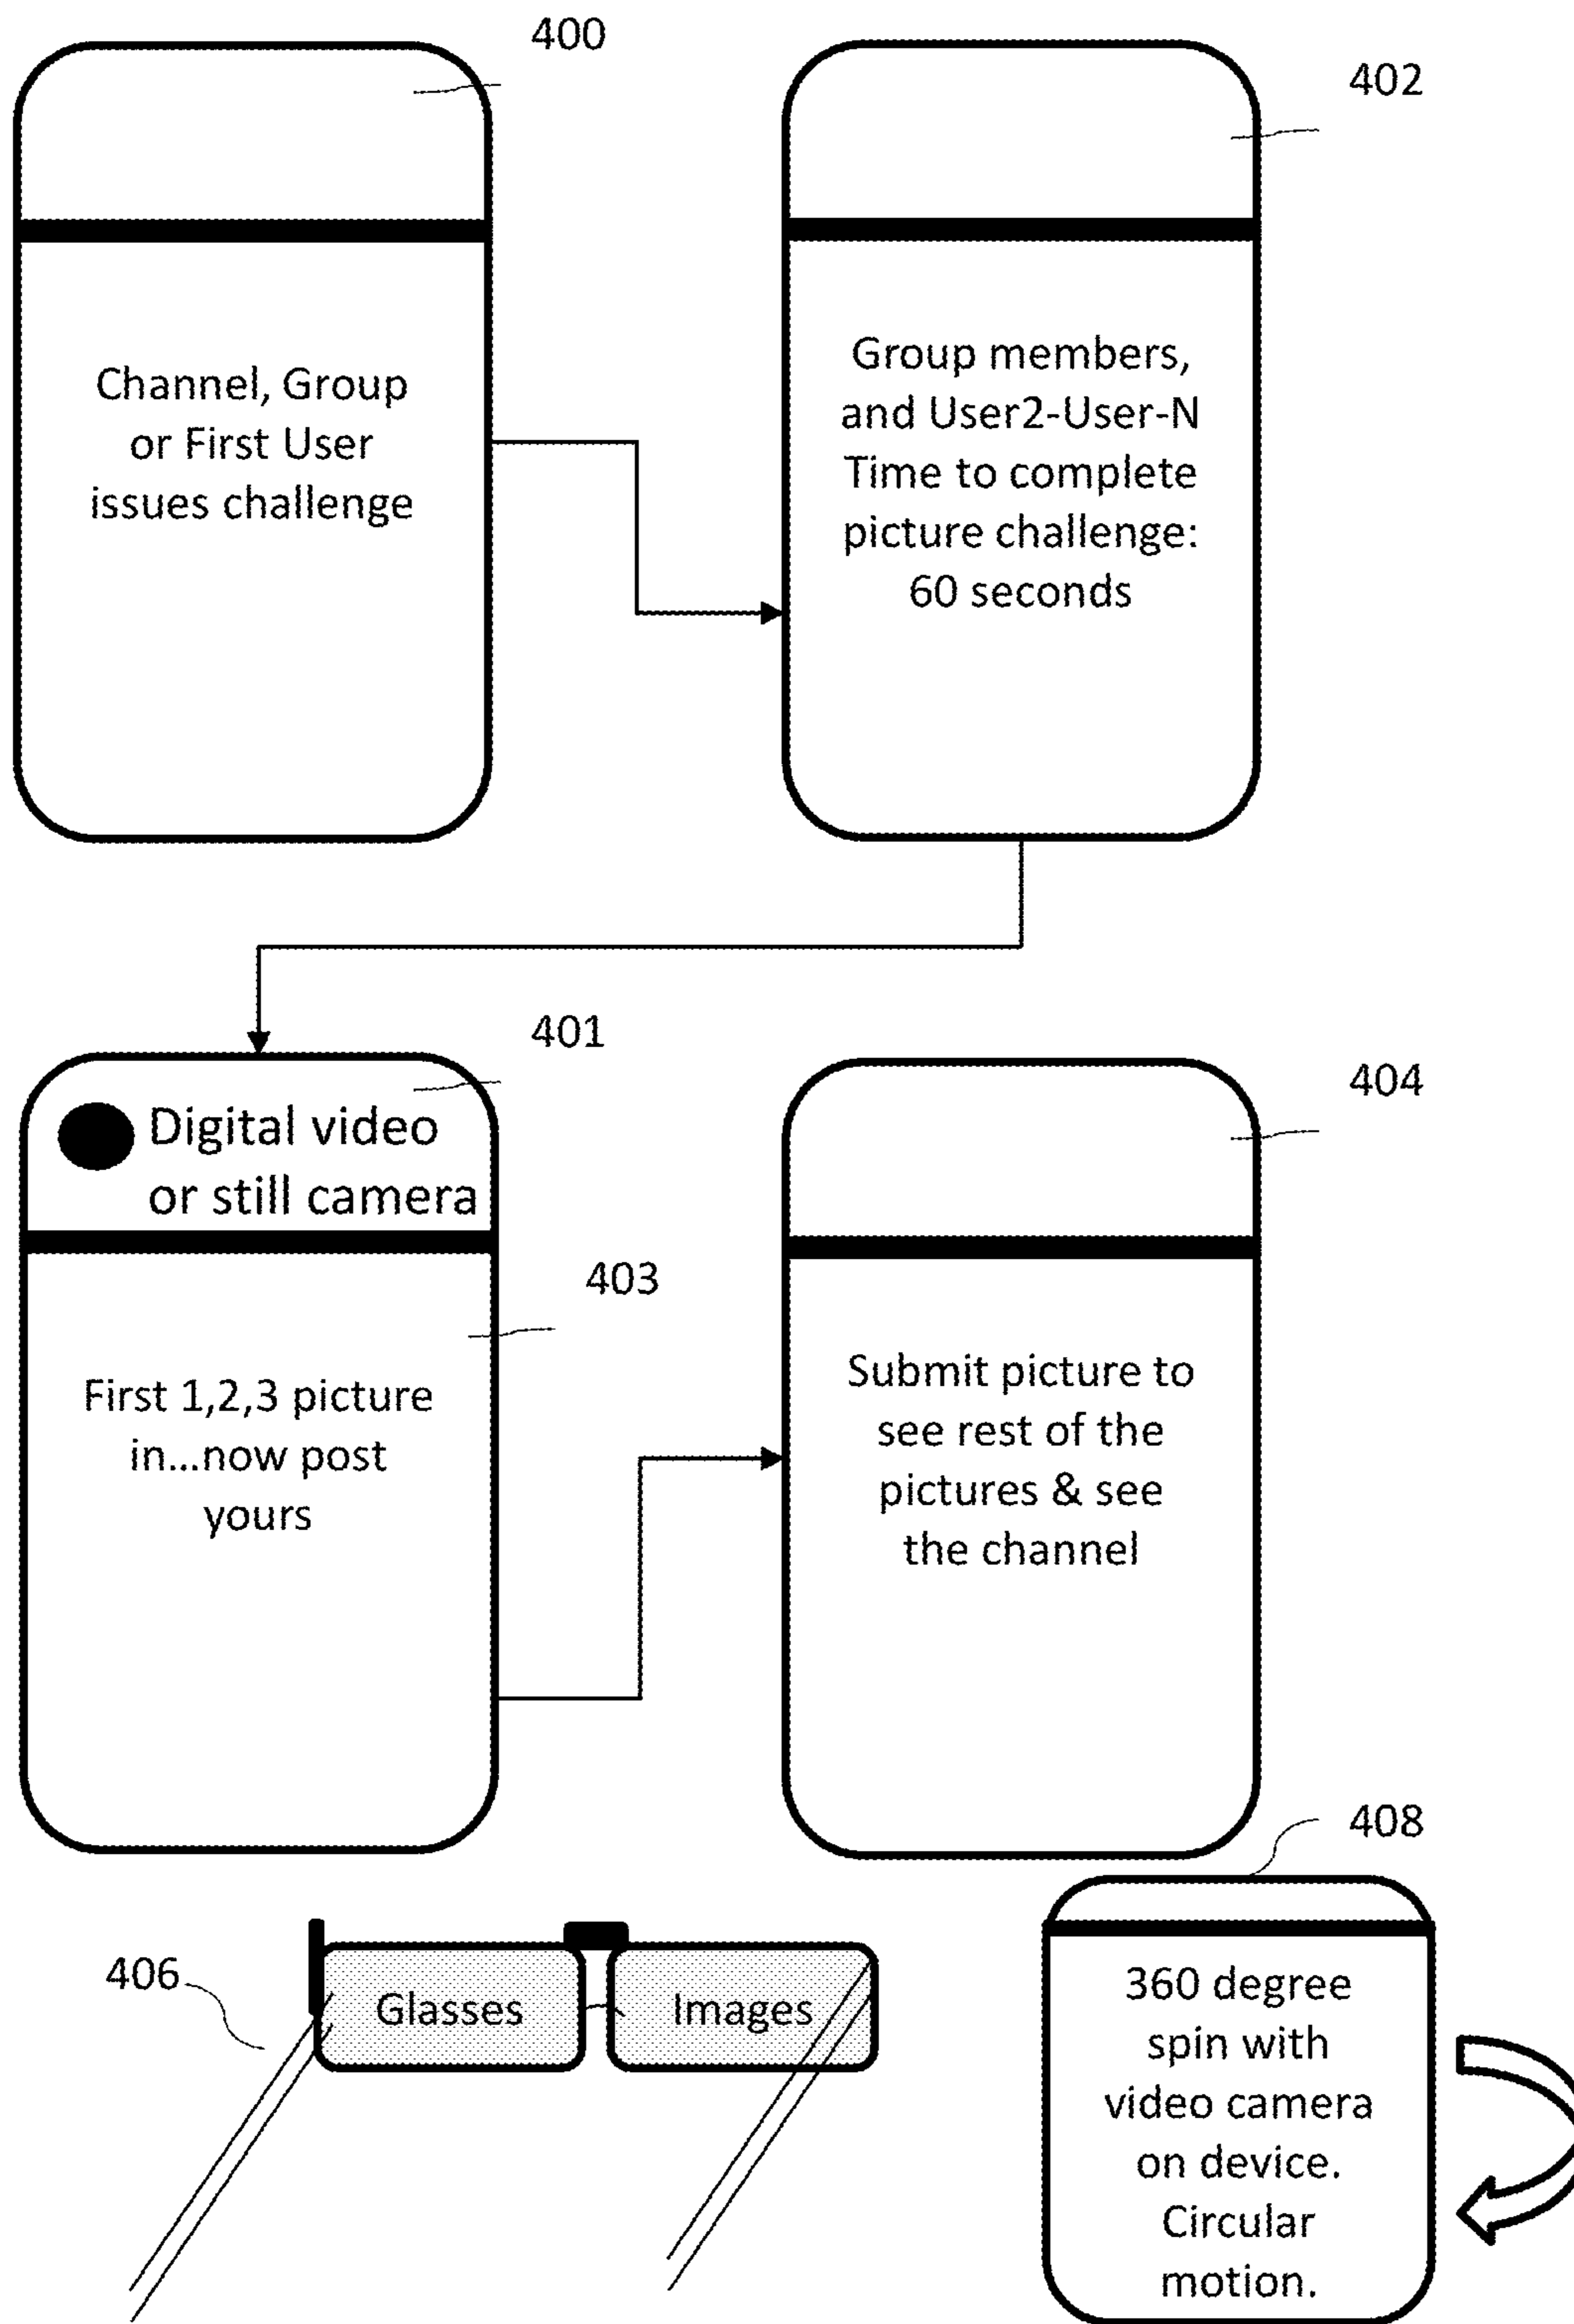 400
Channel, Group
or First User
issues challenge
402
Group members,
and User2-User-N
Time to complete
picture challenge:
60 seconds
401
Digital video
or still camera
403
First 1,2,3 picture
in...now post
yours
404
Submit picture to
see rest of the
pictures & see
the channel
406
Glasses
Images
408
360 degree
spin with
video camera
on device.
Circular
motion.